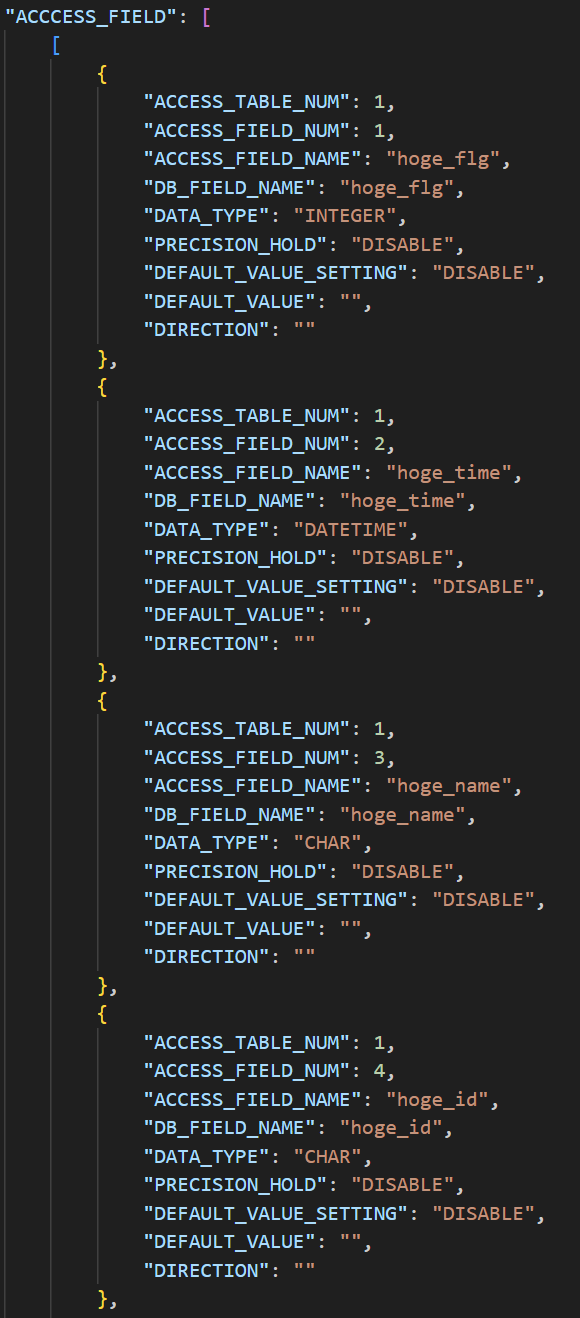 "ACCCESS_FIELD": [
[
{
"ACCESS_TABLE_NUM": 1,
"ACCESS_FIELD_NUM": 1,
"ACCESS_FIELD_NAME": "hoge_flg",
"DB_FIELD_NAME": "hoge_flg",
"DATA_TYPE": "INTEGER",
"PRECISION_HOLD": "DISABLE",
"DEFAULT_VALUE_SETTING": "DISABLE",
"DEFAULT_VALUE": "",
"DIRECTION": ""
},
{
"ACCESS_TABLE_NUM": 1,
"ACCESS_FIELD_NUM": 2,
"ACCESS_FIELD_NAME": "hoge_time",
"DB_FIELD_NAME": "hoge_time",
"DATA_TYPE": "DATETIME",
"PRECISION_HOLD": "DISABLE",
"DEFAULT_VALUE_SETTING": "DISABLE",
"DEFAULT_VALUE": "",
"DIRECTION": ""
},
{
"ACCESS_TABLE_NUM": 1,
"ACCESS_FIELD_NUM": 3,
"ACCESS_FIELD_NAME": "hoge_name",
"DB_FIELD_NAME": "hoge_name",
"DATA_TYPE": "CHAR",
"PRECISION_HOLD": "DISABLE",
"DEFAULT_VALUE_SETTING": "DISABLE",
"DEFAULT_VALUE": "",
"DIRECTION": ""
},
{
"ACCESS_TABLE_NUM": 1,
"ACCESS_FIELD_NUM": 4,
"ACCESS_FIELD_NAME": "hoge_id",
"DB_FIELD_NAME": "hoge_id",
"DATA_TYPE": "CHAR",
"PRECISION_HOLD": "DISABLE",
"DEFAULT_VALUE_SETTING": "DISABLE",
"DEFAULT_VALUE": "",
"DIRECTION": ""
},